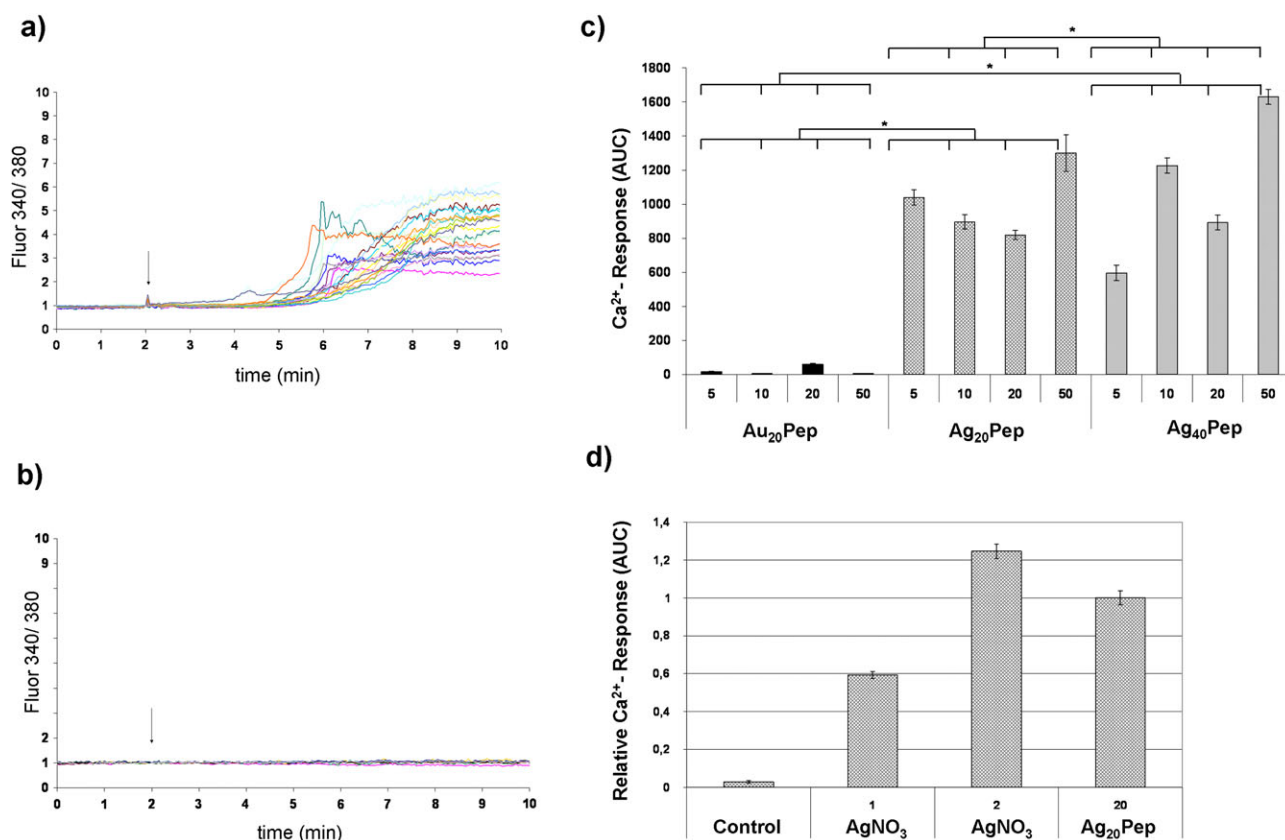 a)
Fluor 340/ 380
10
9
8
7
6
5
4
3
2
1
0
0 1 2 3 4 5 6 7 8 9 10
time (min)
b)
Fluor 340/ 380
10
9
2
1
0
0 1 2 3 4 5 6 7 8 9 10
time (min)
c)
*
*
*
Ca²⁺- Response (AUC)
1800
1600
1400
1200
1000
800
600
400
200
0
5 10 20 50 5 10 20 50 5 10 20 50
Au₂₀Pep Ag₂₀Pep Ag₄₀Pep
d)
Relative Ca²⁺- Response (AUC)
1,4
1,2
1
0,8
0,6
0,4
0,2
0
1 2 20
Control AgNO₃ AgNO₃ Ag₂₀Pep